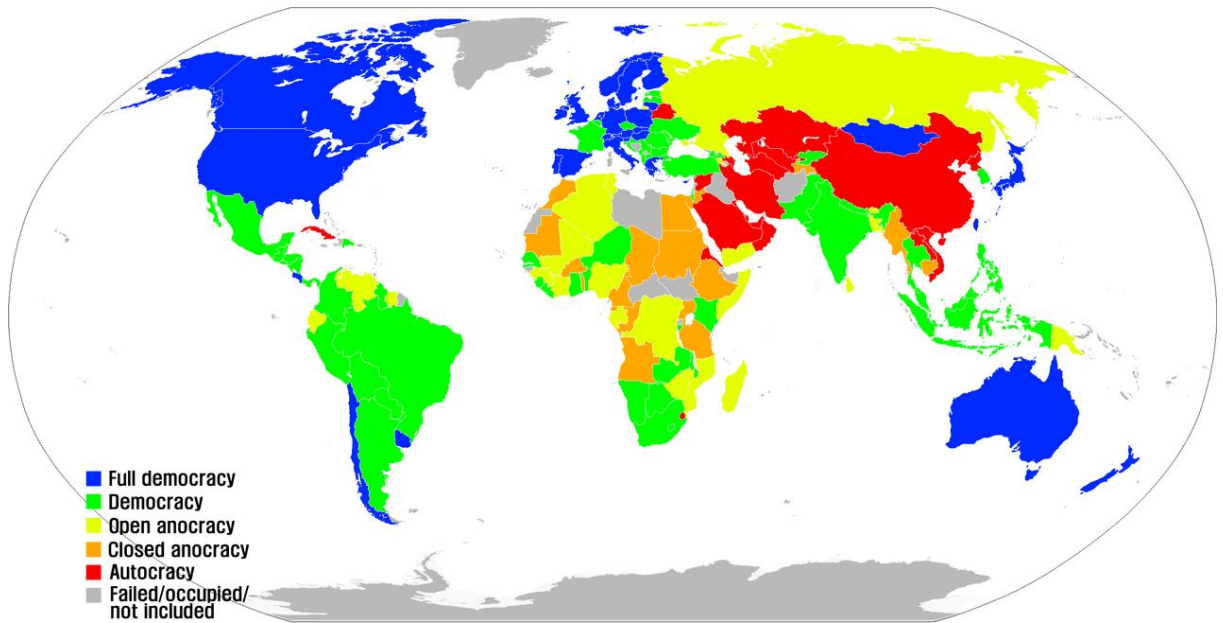 Full democracy
Democracy
Open anocracy
Closed anocracy
Autocracy
Failed/occupied/
not included